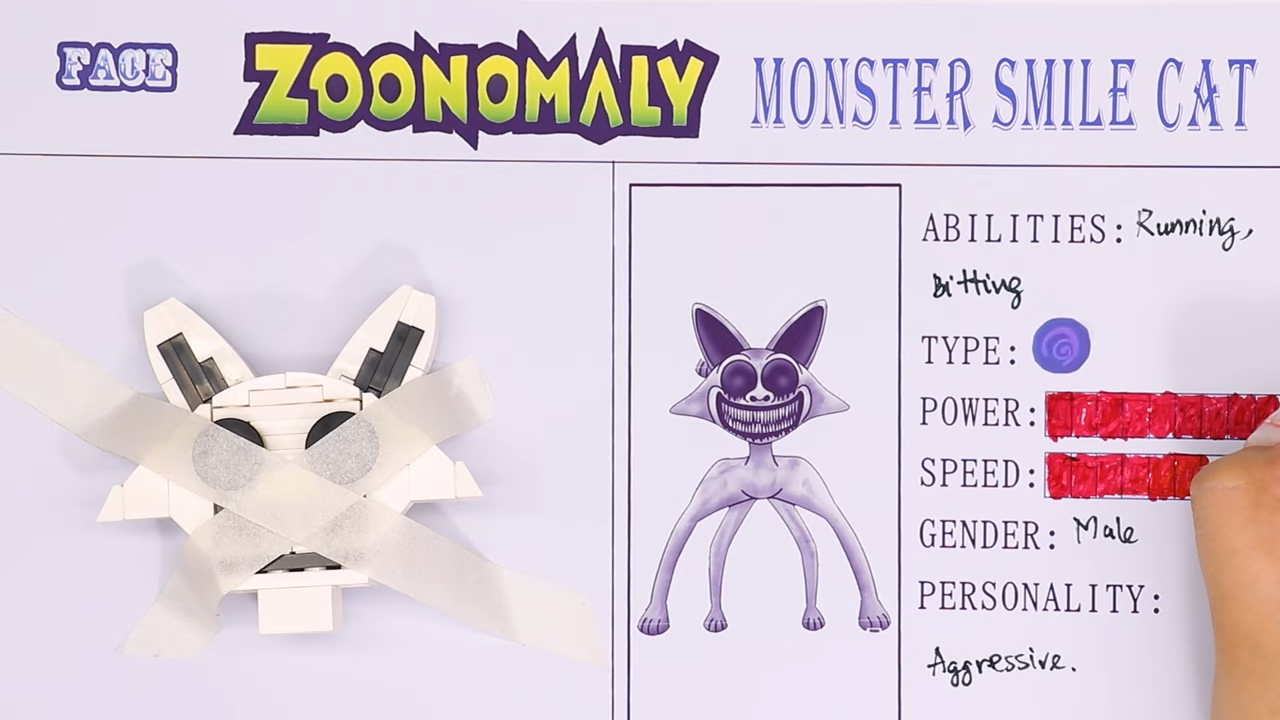 FACE
ZOONOMALY
MONSTER SMILE CAT
ABILITIES: Running,
Bitting
TYPE:
POWER:
SPEED:
GENDER: Male
PERSONALITY:
Aggressive.